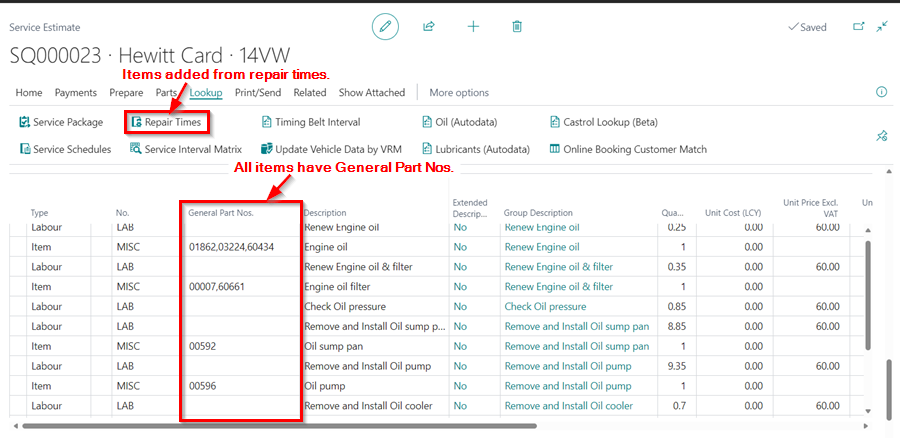 Service Estimate
Saved
SQ000023 · Hewitt Card · 14VW
Items added from repair times.
Home Payments Prepare Parts Lookup Print/Send Related Show Attached More options
Service Package Repair Times Timing Belt Interval Oil (Autodata) Castrol Lookup (Beta)
Service Schedules Service Interval Matrix Update Vehicle Data by VRM Lubricants (Autodata) Online Booking Customer Match
All items have General Part Nos.
Type No. General Part Nos. Description Extended Descrip... Group Description Qua... Unit Cost (LCY) Unit Price Excl. VAT Un
Labour LAB Renew Engine oil No Renew Engine oil 0.25 0.00 60.00
Item MISC 01862,03224,60434 Engine oil No Renew Engine oil 1 0.00
Labour LAB Renew Engine oil & filter No Renew Engine oil & filter 0.35 0.00 60.00
Item MISC 00007,60661 Engine oil filter No Renew Engine oil & filter 1 0.00
Labour LAB Check Oil pressure No Check Oil pressure 0.85 0.00 60.00
Labour LAB Remove and Install Oil sump p... No Remove and Install Oil sump pan 8.85 0.00 60.00
Item MISC 00592 Oil sump pan No Remove and Install Oil sump pan 1 0.00
Labour LAB Remove and Install Oil pump No Remove and Install Oil pump 9.35 0.00 60.00
Item MISC 00596 Oil pump No Remove and Install Oil pump 1 0.00
Labour LAB Remove and Install Oil cooler No Remove and Install Oil cooler 0.7 0.00 60.00